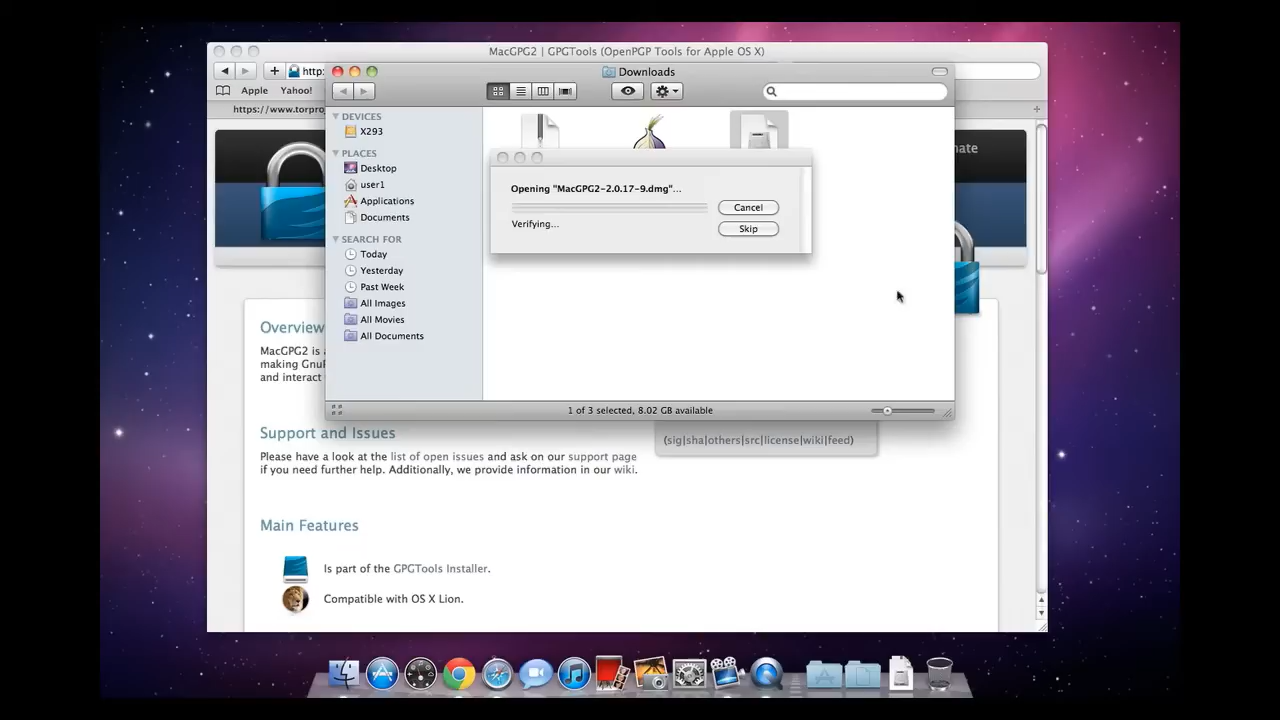 MacGPG2 | GPGTools (OpenPGP Tools for Apple OS X)
http:
Downloads
Apple Yahoo!
https://www.torpro
DEVICES
X293
PLACES
Desktop
user1
Applications
Documents
SEARCH FOR
Today
Yesterday
Past Week
All Images
All Movies
All Documents
Opening "MacGPG2-2.0.17-9.dmg"...
Cancel
Verifying...
Skip
1 of 3 selected, 8.02 GB available
nate
Overview
MacGPG2 is a
making GnuP
and interact
Support and Issues
Please have a look at the list of open issues and ask on our support page
if you need further help. Additionally, we provide information in our wiki.
(sig|sha|others|src|license|wiki|feed)
Main Features
Is part of the GPGTools Installer.
Compatible with OS X Lion.